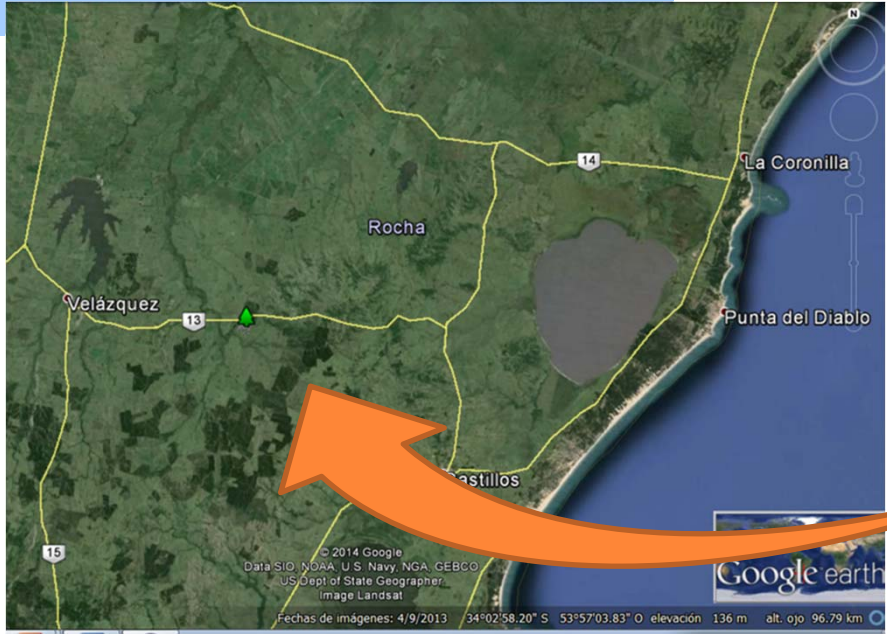 N
14
La Coronilla
Rocha
Velázquez
13
Punta del Diablo
astillos
15
© 2014 Google
Data SIO, NOAA, U.S. Navy, NGA, GEBCO
US Dept of State Geographer
Image Landsat
Google earth
Fechas de imágenes: 4/9/2013 34°02'58.20" S 53°57'03.83" O elevación 136 m alt. ojo 96.79 km